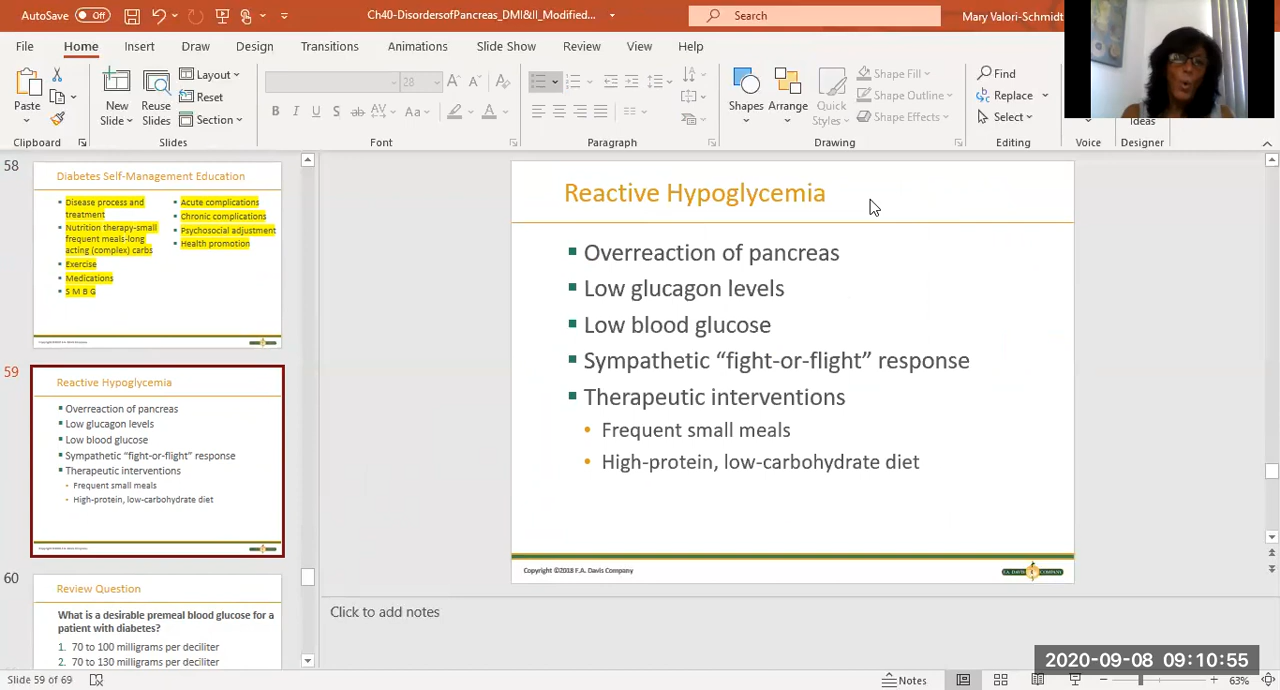 AutoSave Off Ch40-DisordersofPancreas_DMI&II_Modified... Search Mary Valori-Schmidt
File Home Insert Draw Design Transitions Animations Slide Show Review View Help
Paste
New Slide
Reuse Slides
Layout
Reset
Section
28
B I U S ab AV Aa A
Shapes Arrange Quick Styles
Shape Fill
Shape Outline
Shape Effects
Find
Replace
Select
Ideas
Clipboard Slides Font Paragraph Drawing Editing Voice Designer
58
Diabetes Self-Management Education
Disease process and treatment
Nutrition therapy-small frequent meals-long acting (complex) carbs
Exercise
Medications
S M B G
Acute complications
Chronic complications
Psychosocial adjustment
Health promotion
59
Reactive Hypoglycemia
Overreaction of pancreas
Low glucagon levels
Low blood glucose
Sympathetic “fight-or-flight” response
Therapeutic interventions
Frequent small meals
High-protein, low-carbohydrate diet
60
Review Question
What is a desirable premeal blood glucose for a patient with diabetes?
1. 70 to 100 milligrams per deciliter
2. 70 to 130 milligrams per deciliter
Reactive Hypoglycemia
Overreaction of pancreas
Low glucagon levels
Low blood glucose
Sympathetic “fight-or-flight” response
Therapeutic interventions
Frequent small meals
High-protein, low-carbohydrate diet
Copyright ©2018 F.A. Davis Company
F.A. DAVIS COMPANY
Click to add notes
2020-09-08 09:10:55
Slide 59 of 69 Notes 63%